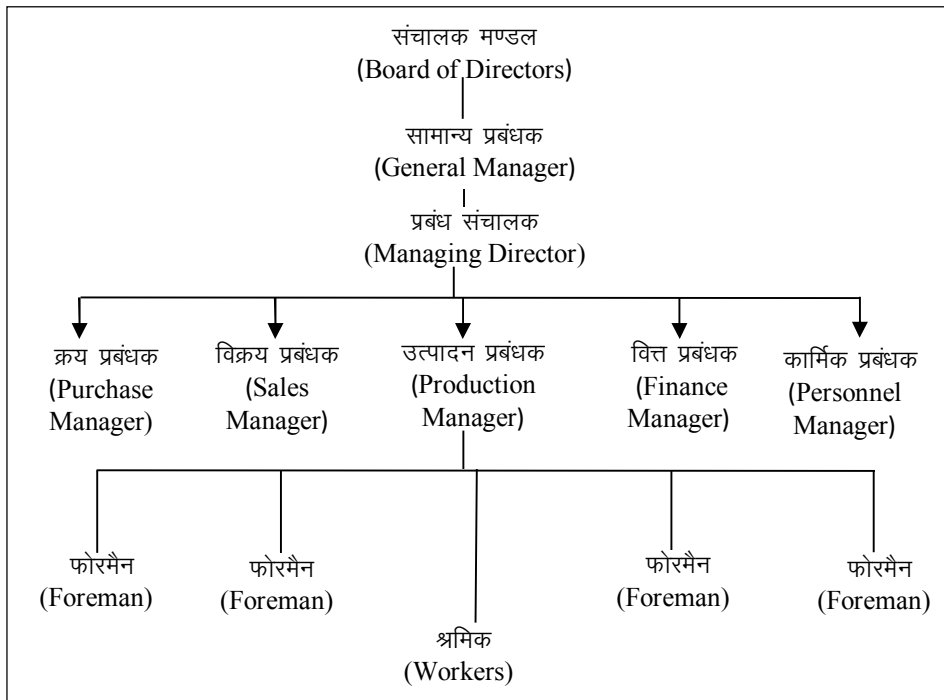 संचालक मण्डल
(Board of Directors)
सामान्य प्रबंधक
(General Manager)
प्रबंध संचालक
(Managing Director)
क्रय प्रबंधक
(Purchase
Manager)
विक्रय प्रबंधक
(Sales
Manager)
उत्पादन प्रबंधक
(Production
Manager)
वित्त प्रबंधक
(Finance
Manager)
कार्मिक प्रबंधक
(Personnel
Manager)
फोरमैन
(Foreman)
फोरमैन
(Foreman)
फोरमैन
(Foreman)
फोरमैन
(Foreman)
श्रमिक
(Workers)